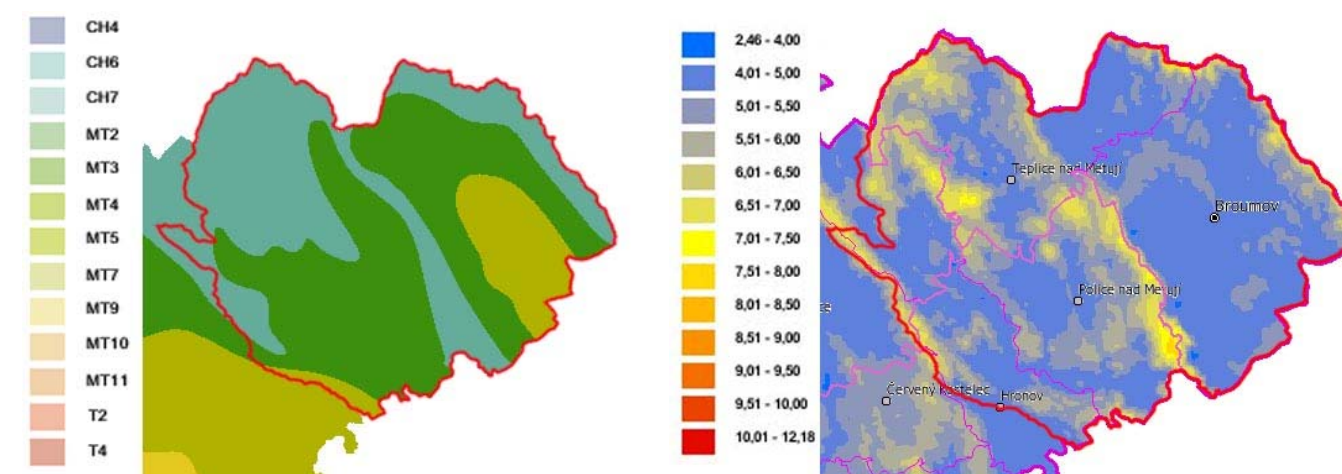 CH4
CH6
CH7
MT2
MT3
MT4
MT5
MT7
MT9
MT10
MT11
T2
T4
2,46 - 4,00
4,01 - 5,00
5,01 - 5,50
5,51 - 6,00
6,01 - 6,50
6,51 - 7,00
7,01 - 7,50
7,51 - 8,00
8,01 - 8,50
8,51 - 9,00
9,01 - 9,50
9,51 - 10,00
10,01 - 12,18
Teplice nad Metují
Broumov
Police nad Metují
ce
Červený Kostelec
Hronov